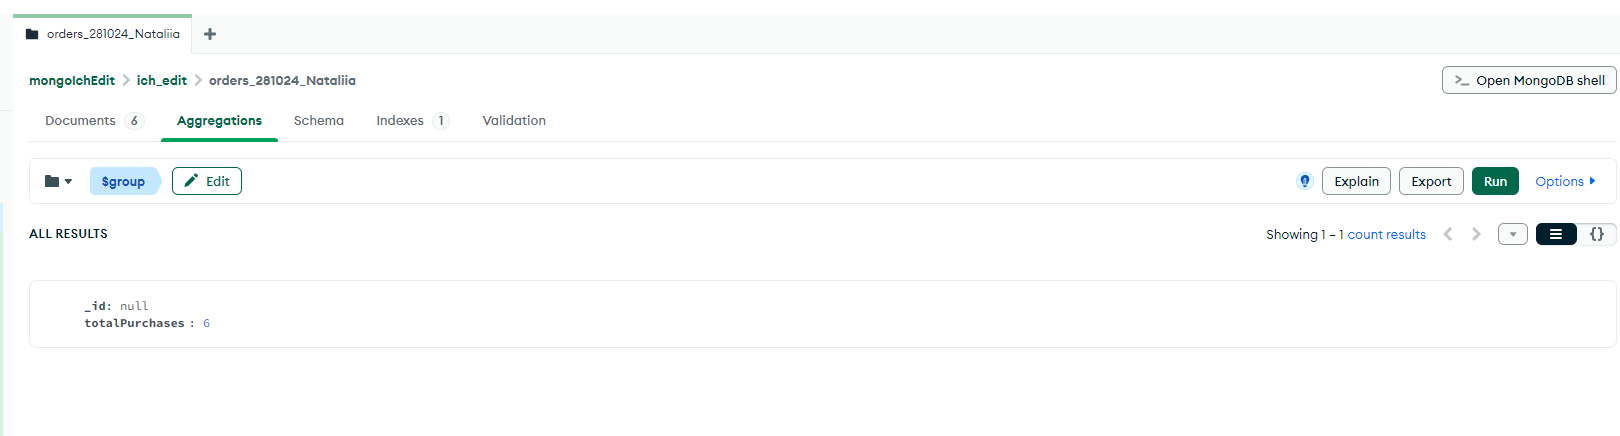 orders_281024_Nataliia
mongoIchEdit > ich_edit > orders_281024_Nataliia
>_ Open MongoDB shell
Documents 6 Aggregations Schema Indexes 1 Validation
$group Edit Explain Export Run Options
ALL RESULTS Showing 1 – 1 count results {}
_id: null
totalPurchases : 6